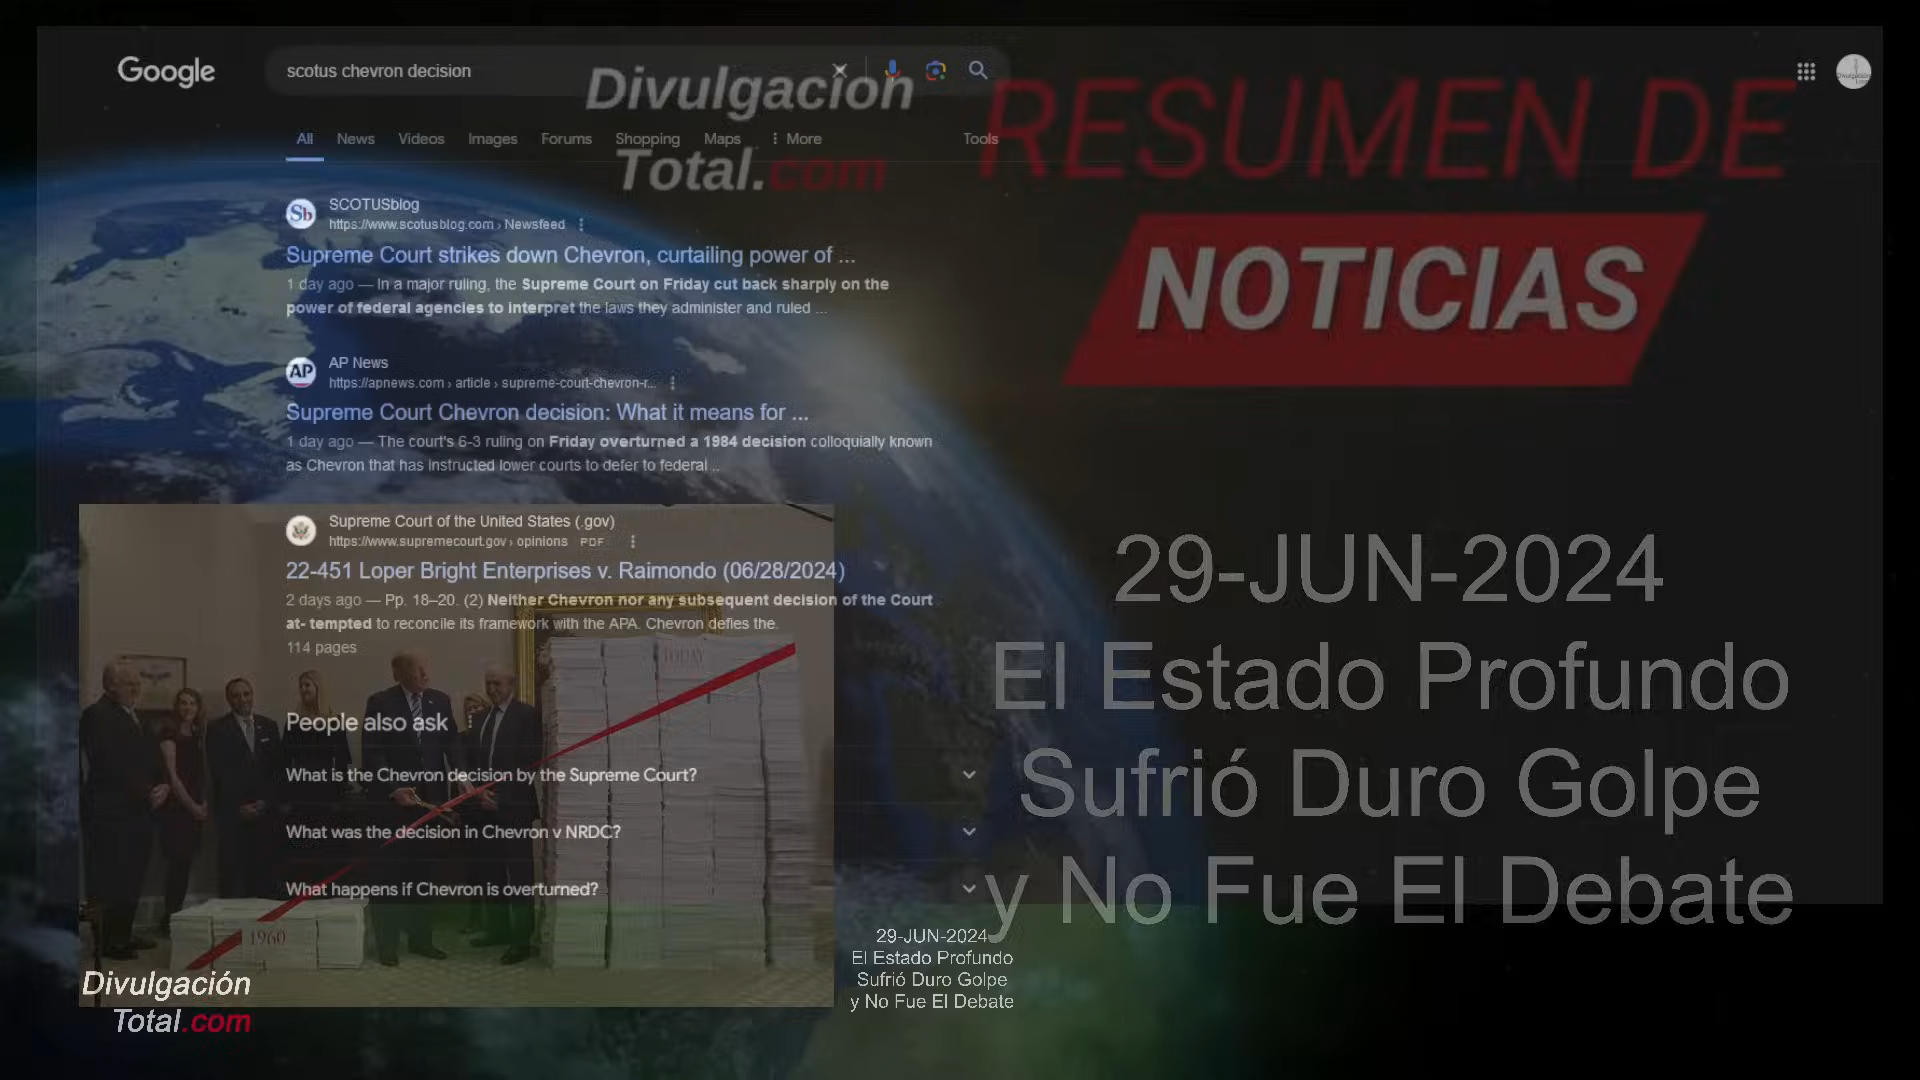 Google
scotus chevron decision
All News Videos Images Forums Shopping Maps More Tools
SCOTUSblog
https://www.scotusblog.com › Newsfeed
Supreme Court strikes down Chevron, curtailing power of ...
1 day ago — In a major ruling, the Supreme Court on Friday cut back sharply on the
power of federal agencies to interpret the laws they administer and ruled ...
AP News
https://apnews.com › article › supreme-court-chevron-r...
Supreme Court Chevron decision: What it means for ...
1 day ago — The court's 6-3 ruling on Friday overturned a 1984 decision colloquially known
as Chevron that has instructed lower courts to defer to federal ...
Supreme Court of the United States (.gov)
https://www.supremecourt.gov › opinions PDF
22-451 Loper Bright Enterprises v. Raimondo (06/28/2024)
2 days ago — Pp. 18–20. (2) Neither Chevron nor any subsequent decision of the Court
at- tempted to reconcile its framework with the APA. Chevron defies the.
114 pages
People also ask
What is the Chevron decision by the Supreme Court?
What was the decision in Chevron v NRDC?
What happens if Chevron is overturned?
Divulgación
Total.com
RESUMEN DE
NOTICIAS
29-JUN-2024
El Estado Profundo
Sufrió Duro Golpe
y No Fue El Debate
TODAY
1960
Divulgación
Total.com
29-JUN-2024
El Estado Profundo
Sufrió Duro Golpe
y No Fue El Debate
Sb
AP